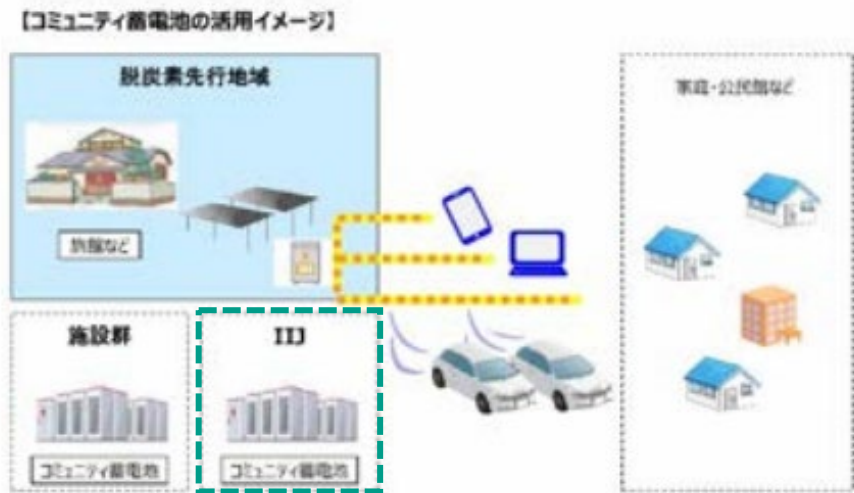 【コミュニティ蓄電池の活用イメージ】
脱炭素先行地域
旅館など
家庭・公民館など
施設群
IIJ
コミュニティ蓄電池
コミュニティ蓄電池